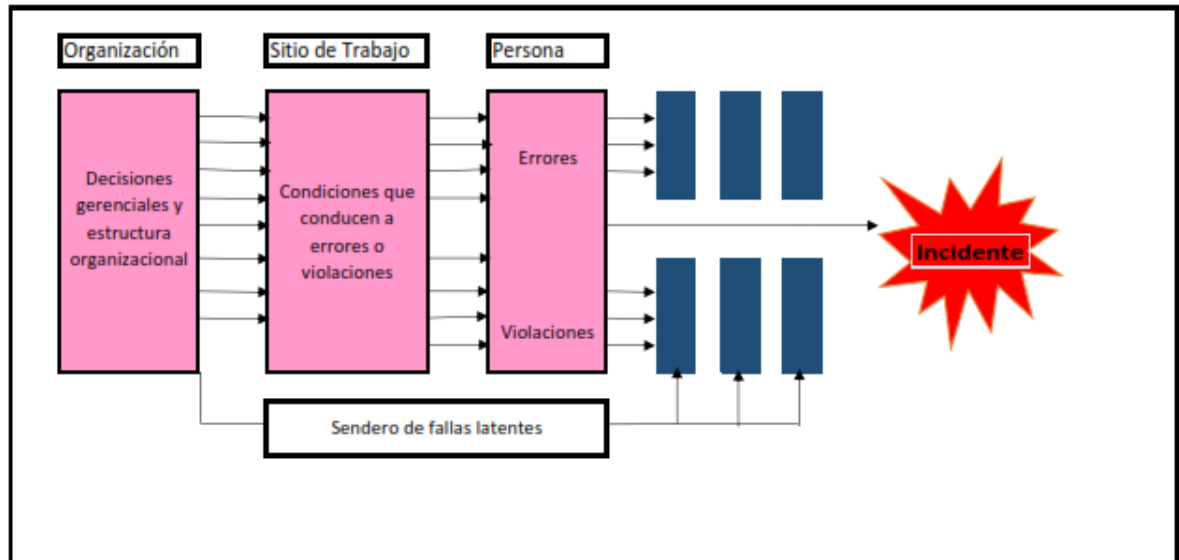 Organización
Sitio de Trabajo
Persona
Decisiones
gerenciales y
estructura
organizacional
Condiciones que
conducen a
errores o
violaciones
Errores
Violaciones
Incidente
Sendero de fallas latentes